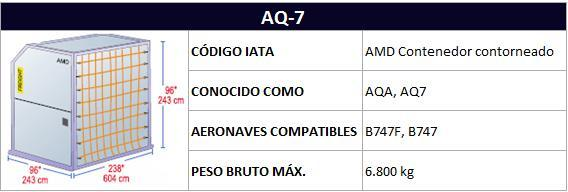 AQ-7
AMD
FREIGHT
96"
243 cm
96"
243 cm
238"
604 cm
CÓDIGO IATA
AMD Contenedor contorneado
CONOCIDO COMO
AQA, AQ7
AERONAVES COMPATIBLES
B747F, B747
PESO BRUTO MÁX.
6.800 kg